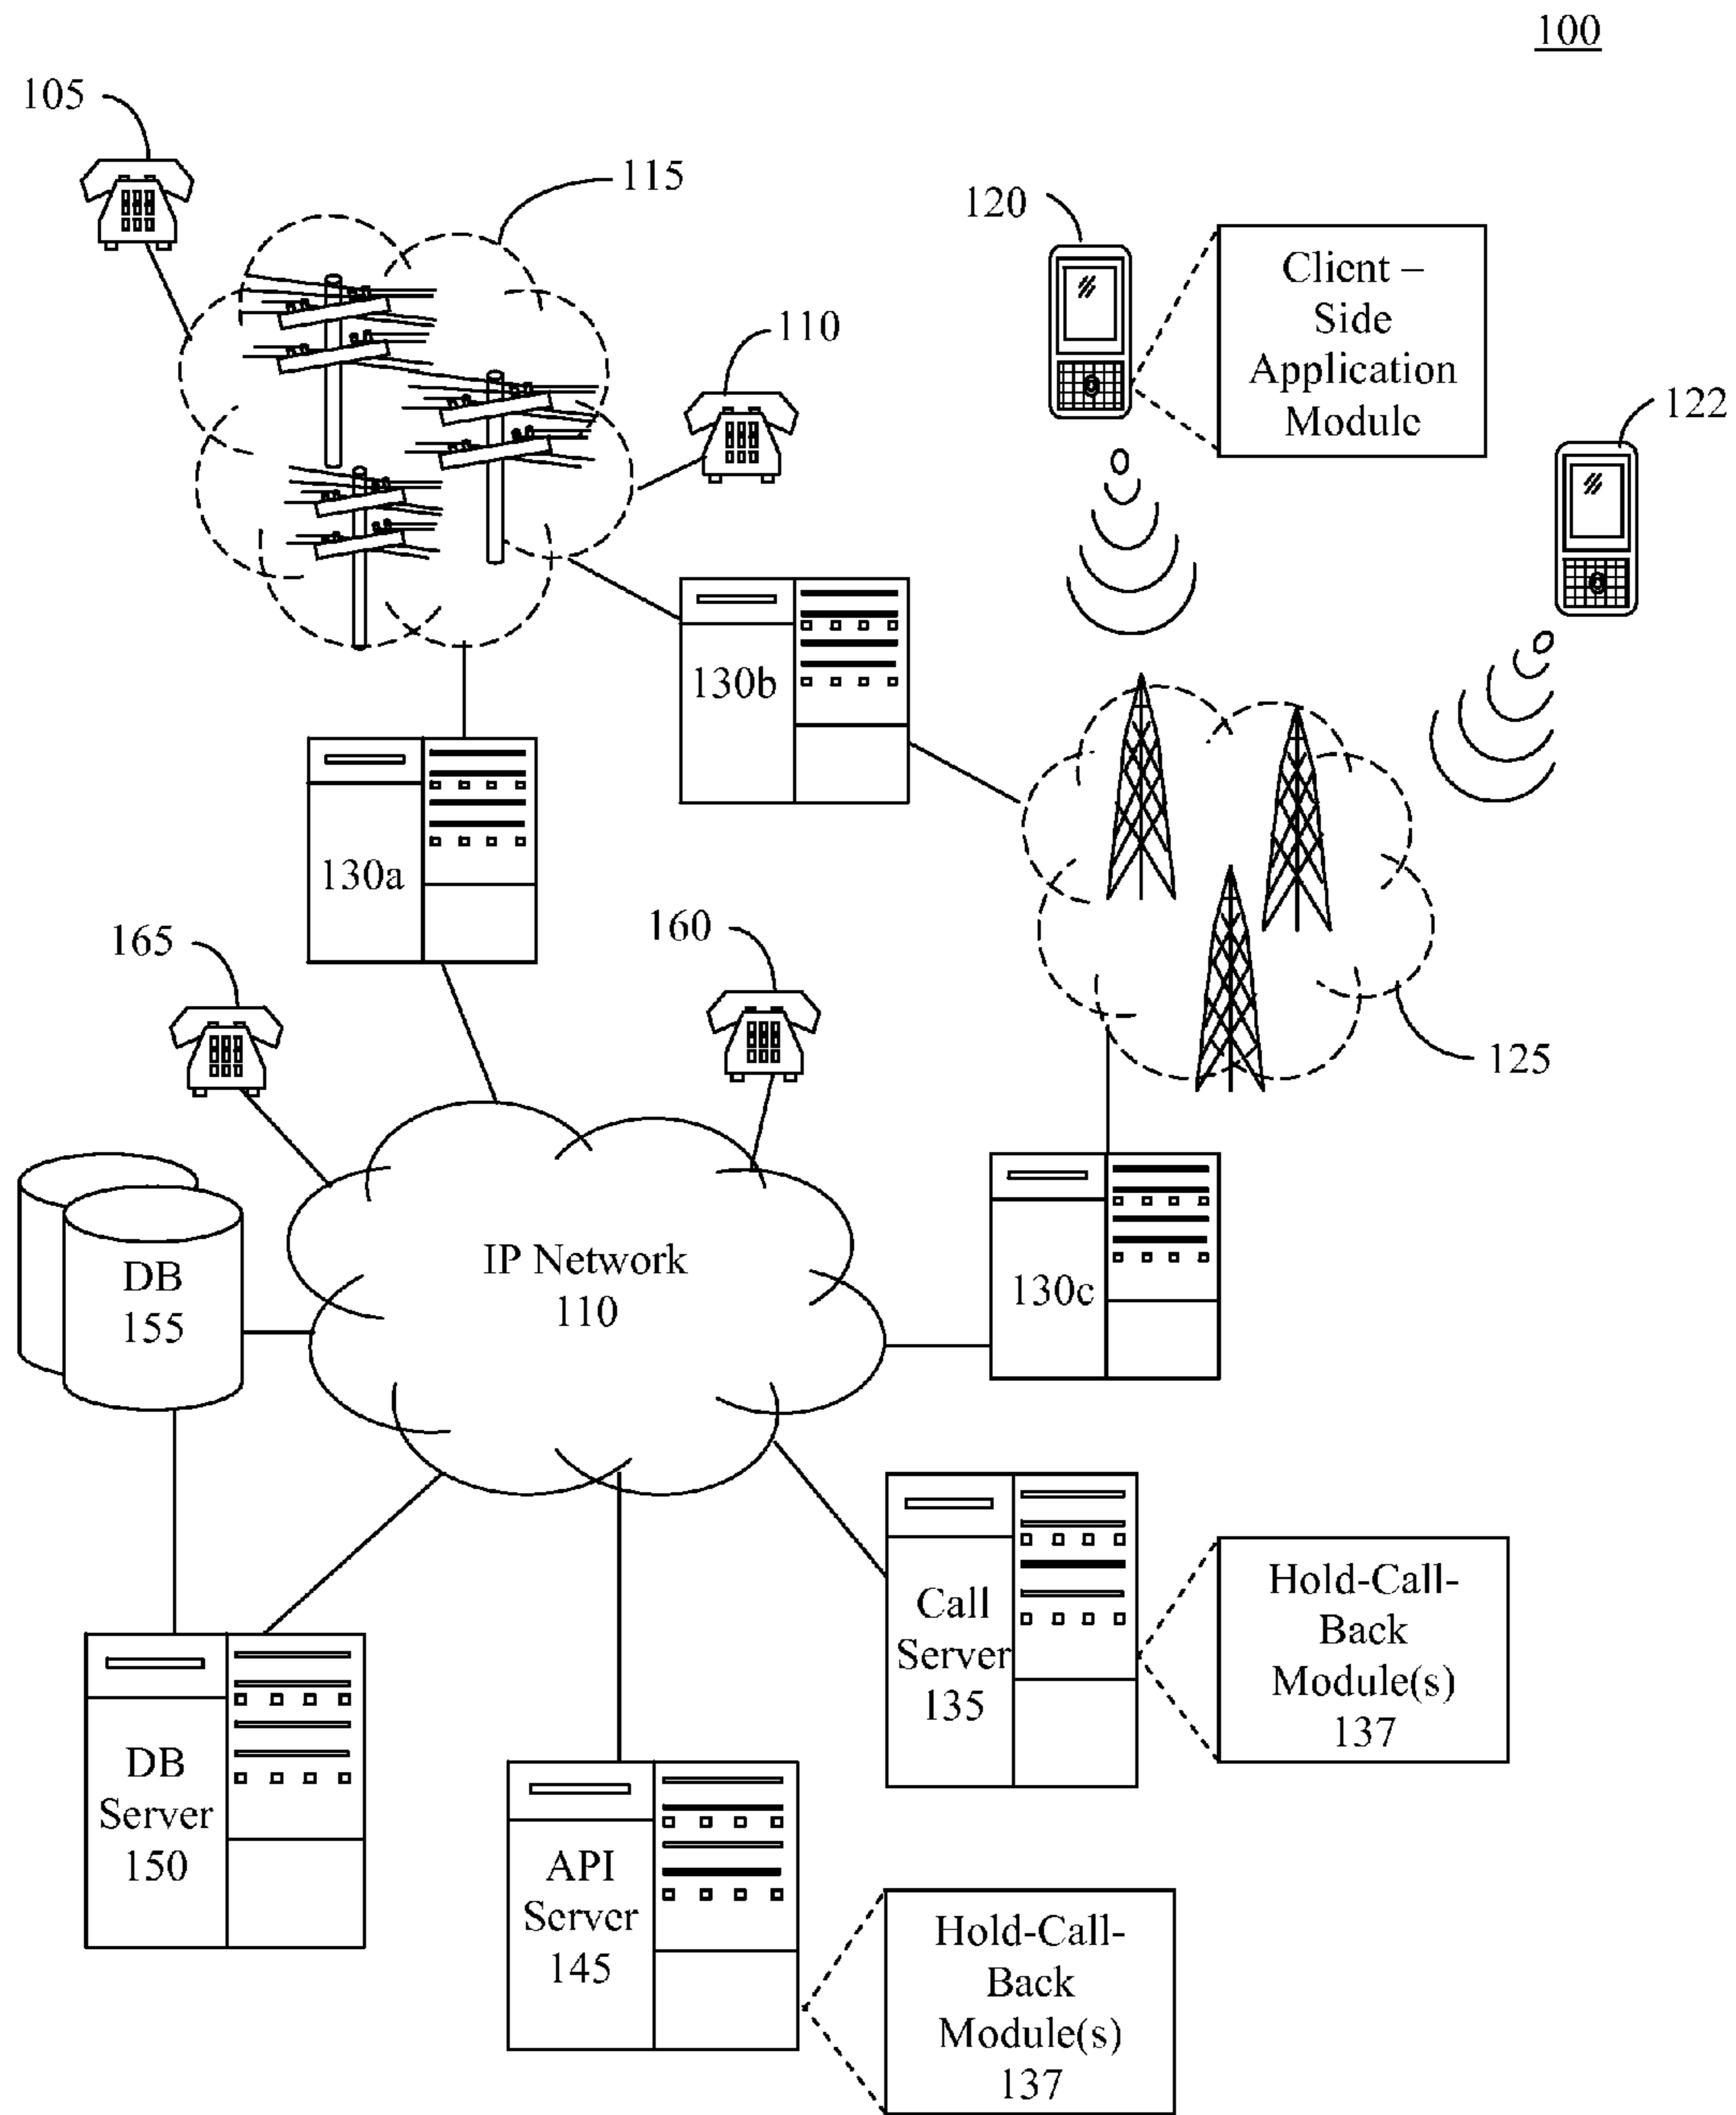 100
105
115
120
Client –
Side
Application
Module
110
122
130b
130a
165
160
125
DB
155
IP Network
110
130c
Call
Server
135
Hold-Call-
Back
Module(s)
137
DB
Server
150
API
Server
145
Hold-Call-
Back
Module(s)
137